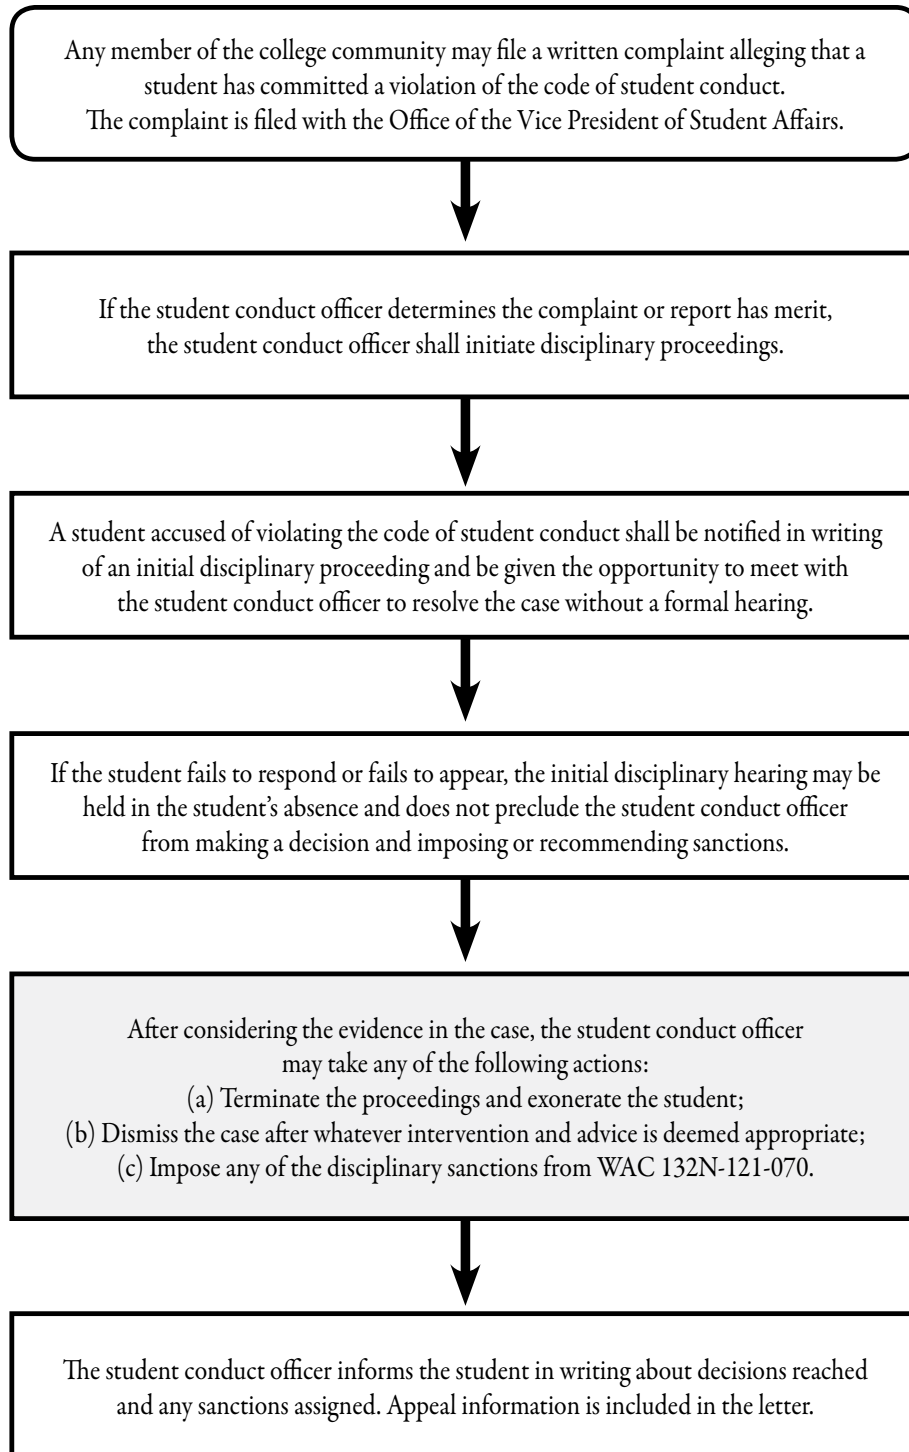 Any member of the college community may file a written complaint alleging that a
student has committed a violation of the code of student conduct.
The complaint is filed with the Office of the Vice President of Student Affairs.
If the student conduct officer determines the complaint or report has merit,
the student conduct officer shall initiate disciplinary proceedings.
A student accused of violating the code of student conduct shall be notified in writing
of an initial disciplinary proceeding and be given the opportunity to meet with
the student conduct officer to resolve the case without a formal hearing.
If the student fails to respond or fails to appear, the initial disciplinary hearing may be
held in the student’s absence and does not preclude the student conduct officer
from making a decision and imposing or recommending sanctions.
After considering the evidence in the case, the student conduct officer
may take any of the following actions:
(a) Terminate the proceedings and exonerate the student;
(b) Dismiss the case after whatever intervention and advice is deemed appropriate;
(c) Impose any of the disciplinary sanctions from WAC 132N-121-070.
The student conduct officer informs the student in writing about decisions reached
and any sanctions assigned. Appeal information is included in the letter.